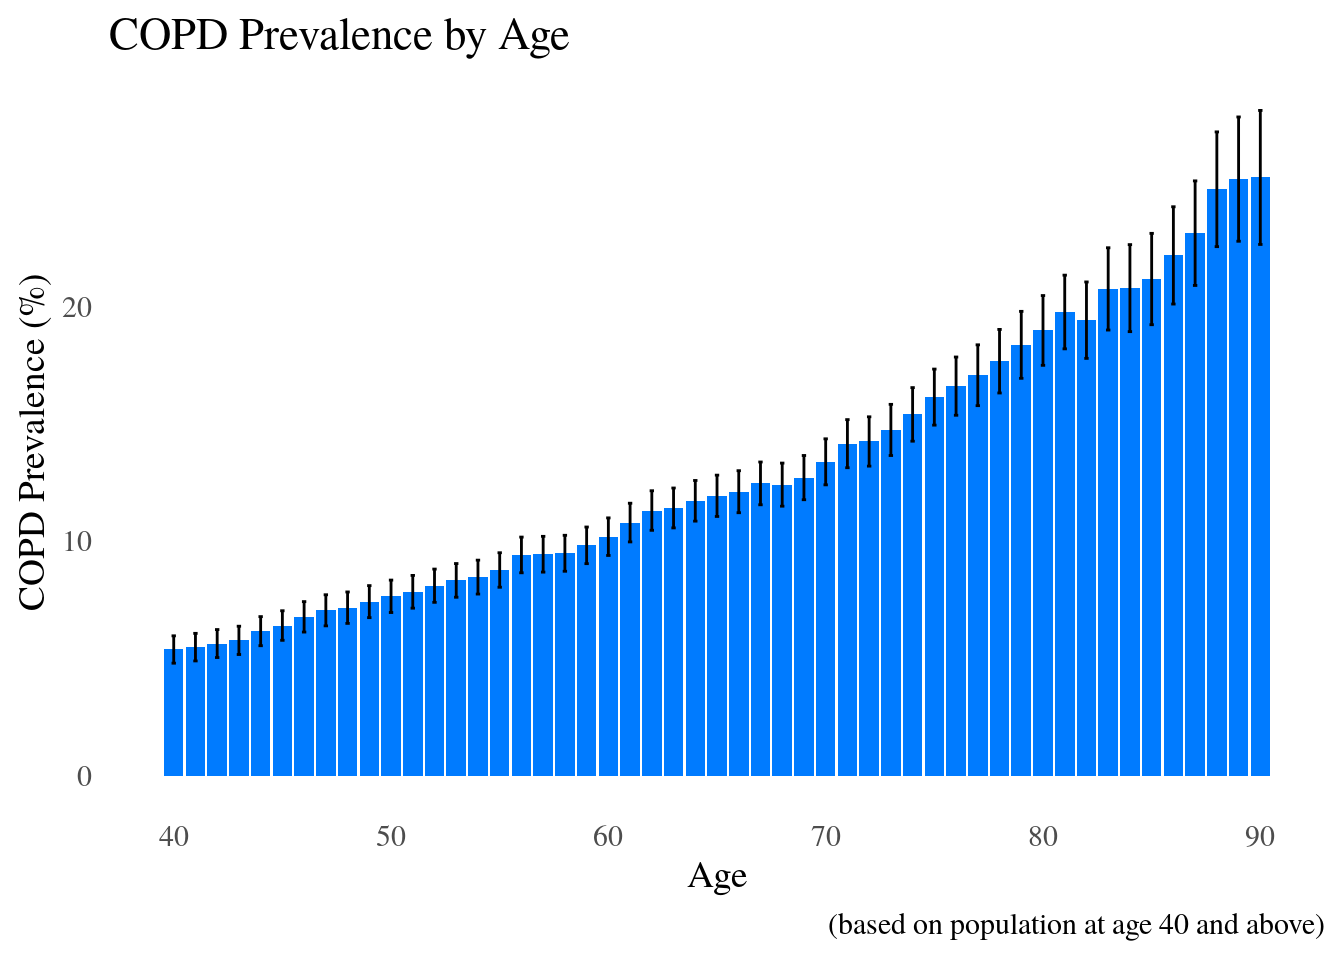 COPD Prevalence by Age
COPD Prevalence (%)
20
10
0
40 50 60 70 80 90
Age
(based on population at age 40 and above)